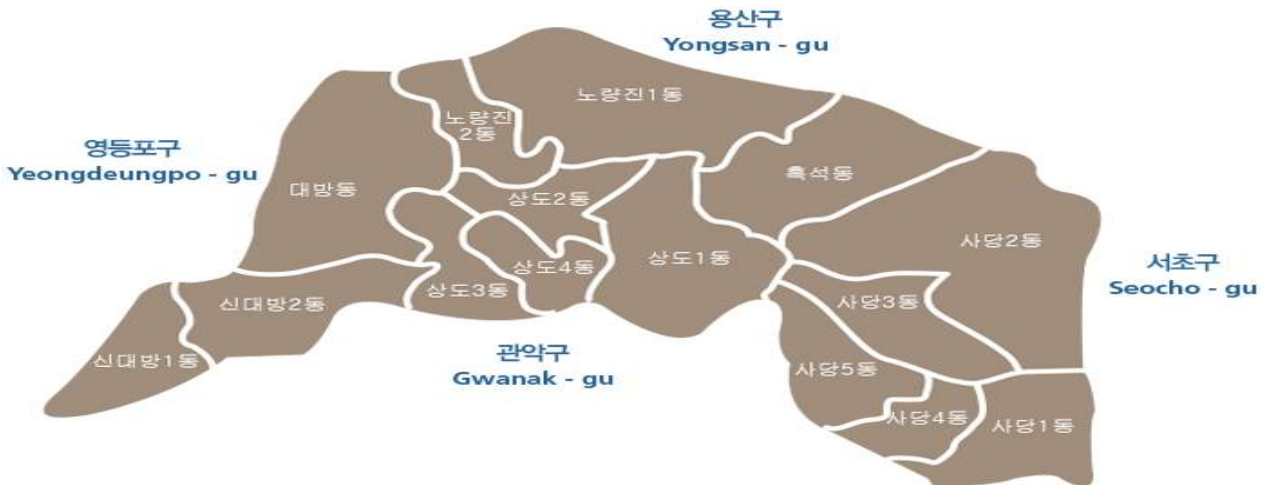 용산구
Yongsan - gu
노량진1동
노량진
2동
영등포구
Yeongdeungpo - gu
대방동
흑석동
상도2동
사당2동
상도1동
서초구
Seocho - gu
상도4동
상도3동
신대방2동
사당3동
신대방1동
관악구
Gwanak - gu
사당5동
사당4동
사당1동